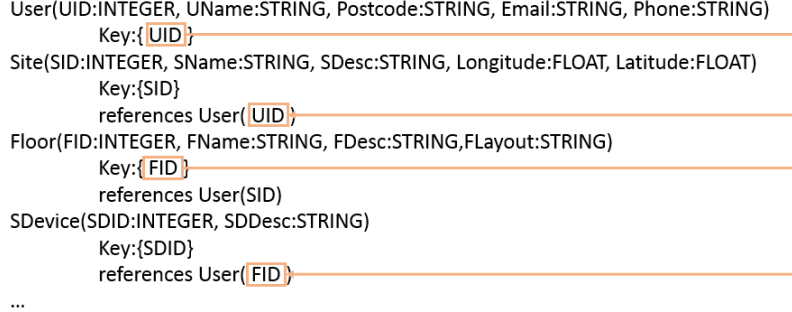 User(UID:INTEGER, UName:STRING, Postcode:STRING, Email:STRING, Phone:STRING)
Key:{UID}
Site(SID:INTEGER, SName:STRING, SDesc:STRING, Longitude:FLOAT, Latitude:FLOAT)
Key:{SID}
references User(UID)
Floor(FID:INTEGER, FName:STRING, FDesc:STRING,FLayout:STRING)
Key:{FID}
references User(SID)
SDevice(SDID:INTEGER, SDDesc:STRING)
Key:{SDID}
references User(FID)
...